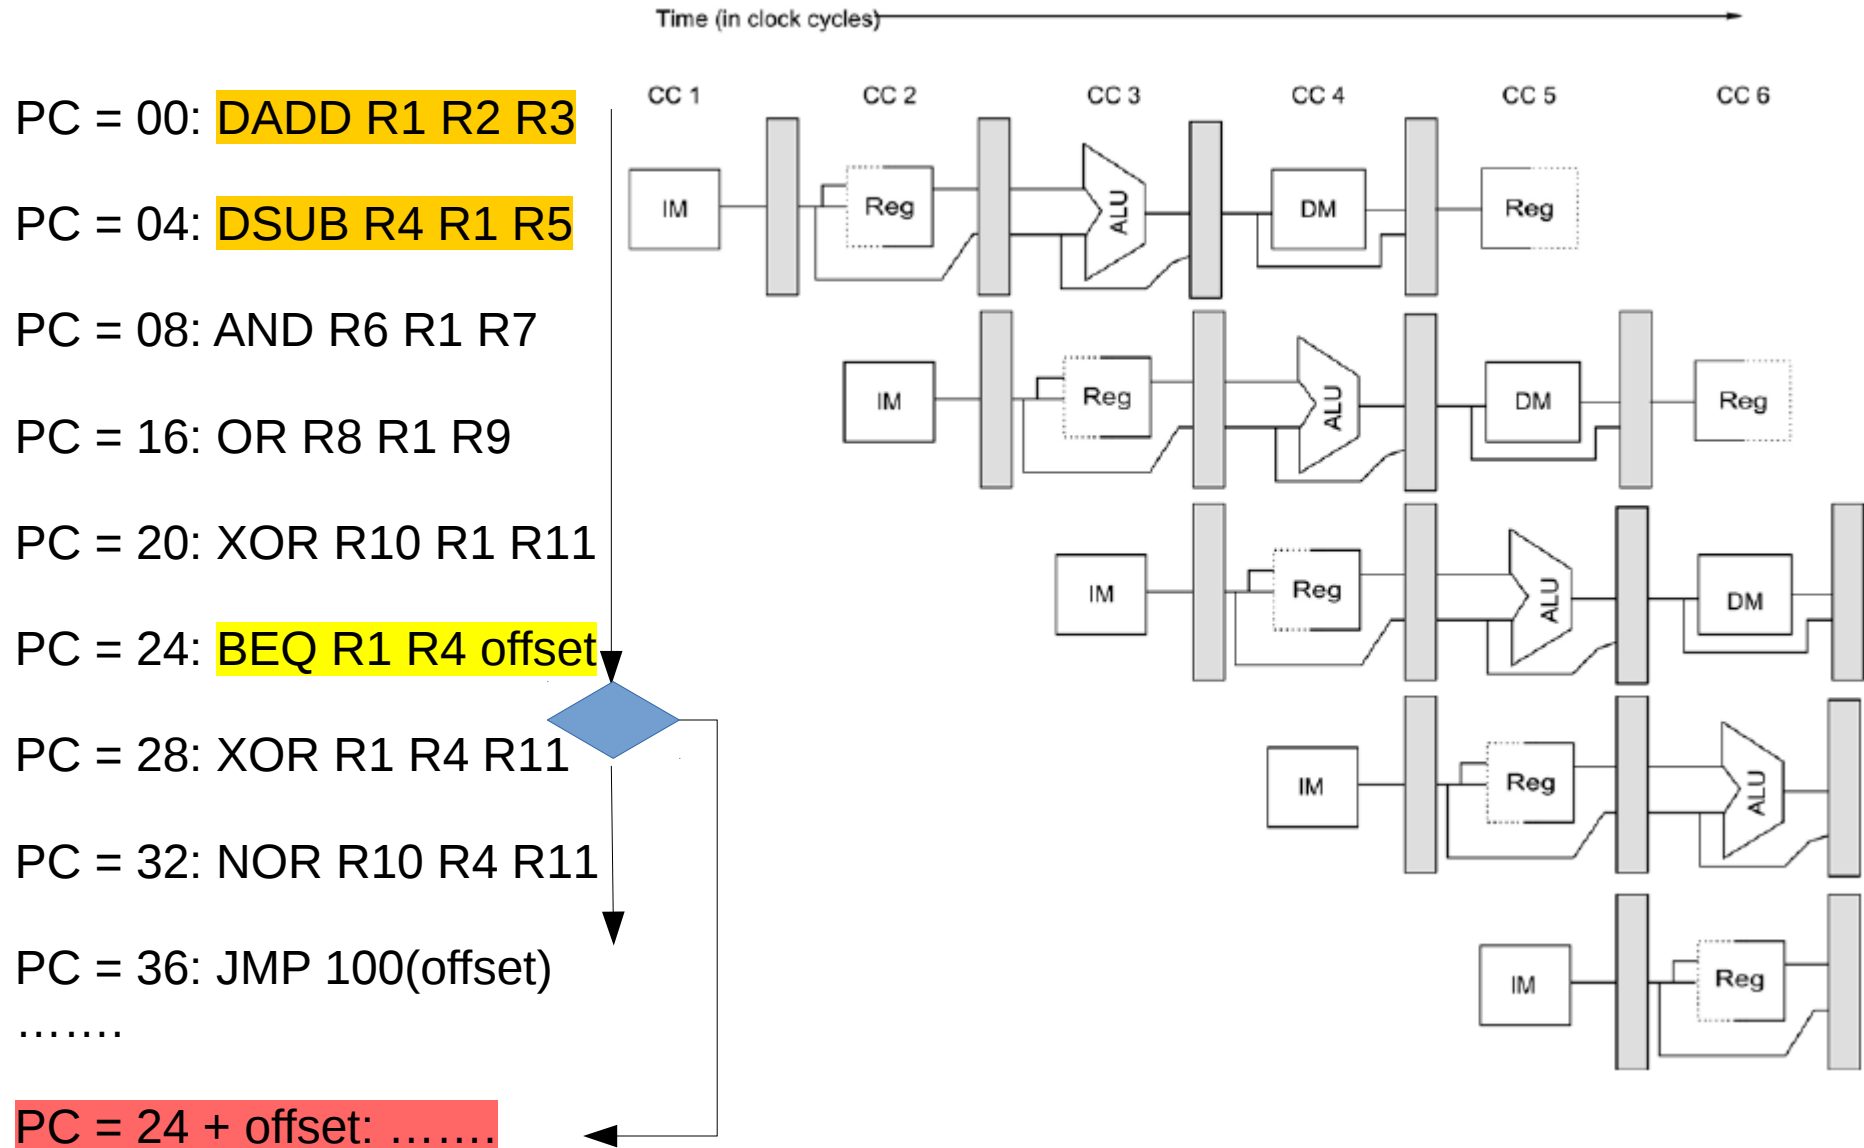 Time (in clock cycles)
CC 1 CC 2 CC 3 CC 4 CC 5 CC 6
PC = 00: DADD R1 R2 R3
IM Reg ALU DM Reg
PC = 04: DSUB R4 R1 R5
PC = 08: AND R6 R1 R7
IM Reg ALU DM Reg
PC = 16: OR R8 R1 R9
PC = 20: XOR R10 R1 R11
IM Reg ALU DM
PC = 24: BEQ R1 R4 offset
PC = 28: XOR R1 R4 R11
IM Reg ALU
PC = 32: NOR R10 R4 R11
PC = 36: JMP 100(offset)
IM Reg
.......
PC = 24 + offset: .......